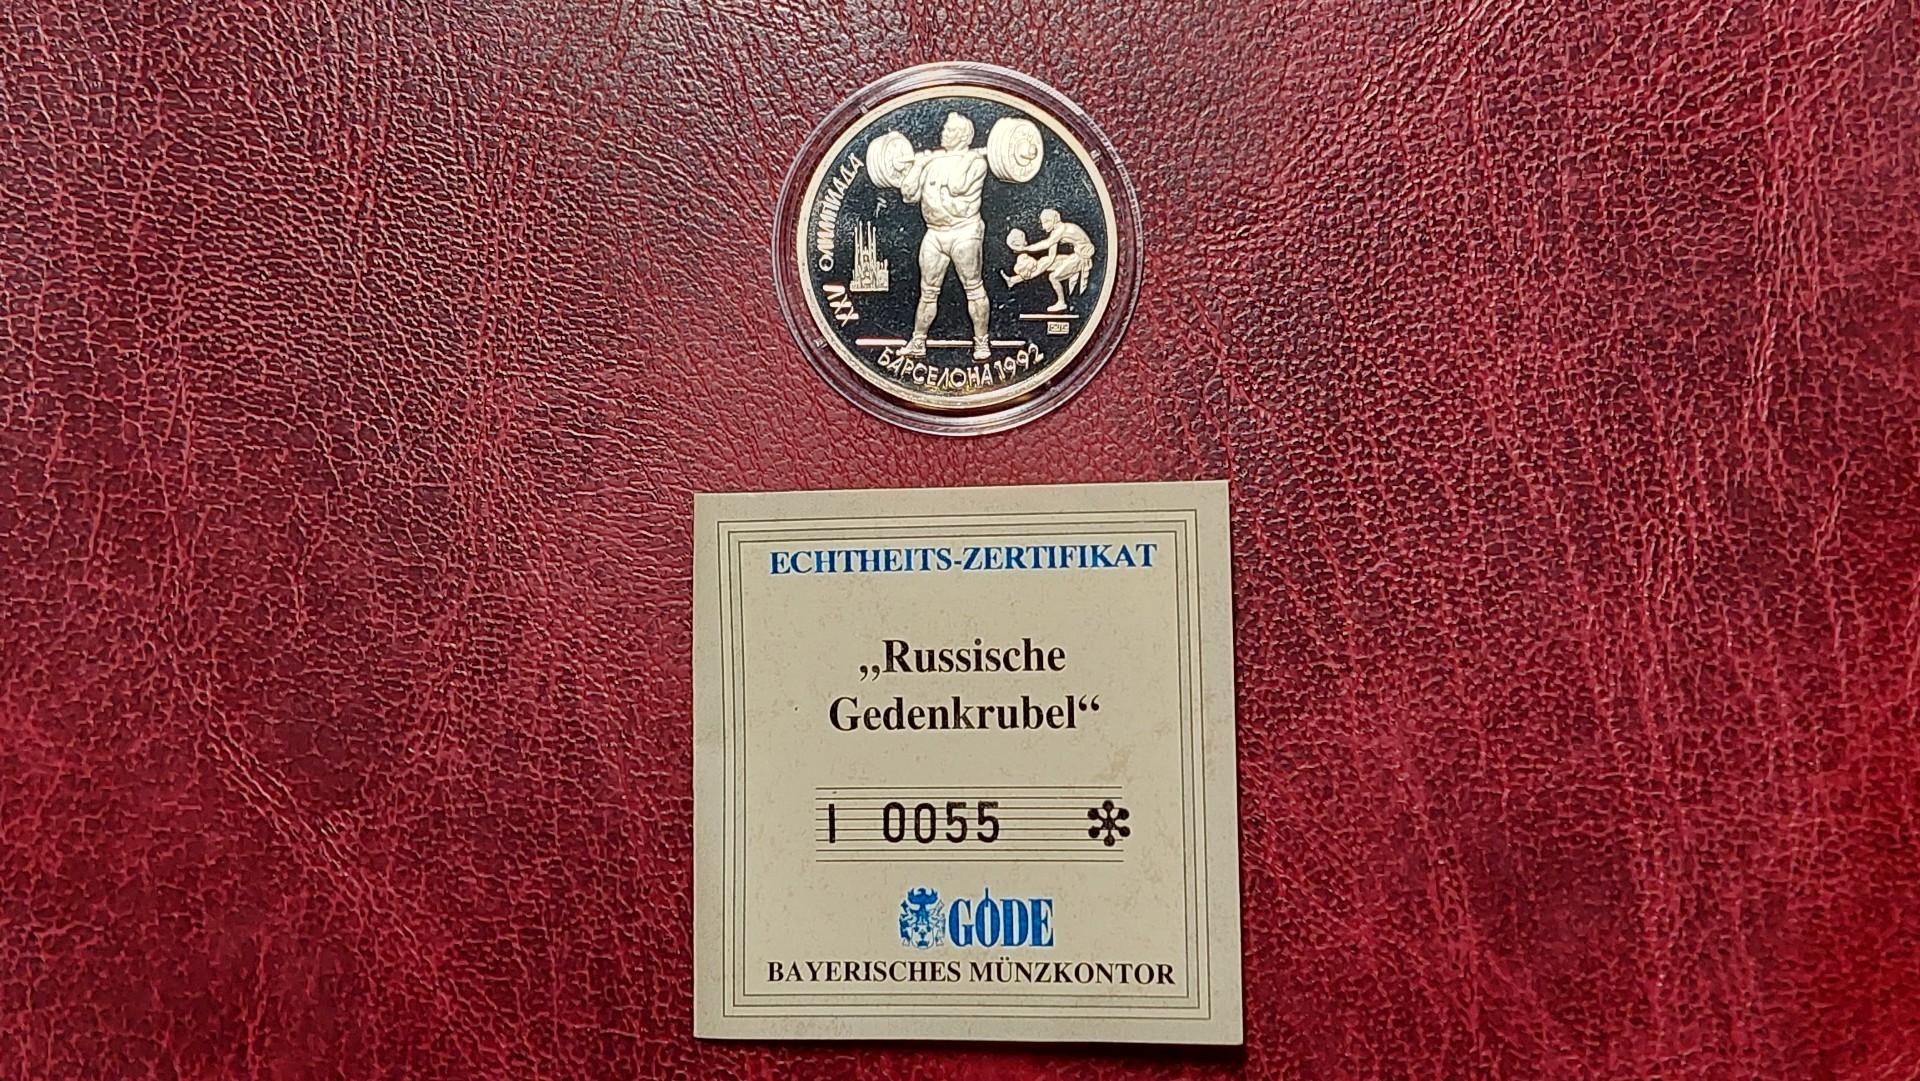 XXV ОЛИМПИАДА
БАРСЕЛОНА 1992
ECHTHEITS-ZERTIFIKAT
„Russische
Gedenkrubel“
I 0055 *
GÖDE
BAYERISCHES MÜNZKONTOR